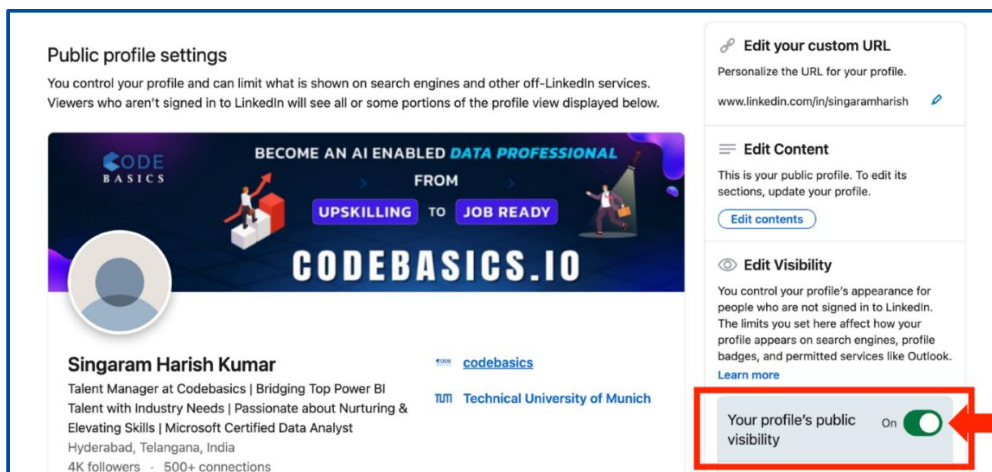 Public profile settings
You control your profile and can limit what is shown on search
engines and other off-LinkedIn services.
Viewers who aren't signed in to LinkedIn will see all or some portions of the profile view displayed below.
CODE
BASICS
BECOME AN AI ENABLED DATA PROFESSIONAL
FROM
UPSKILLING TO JOB READY
CODEBASICS.IO
Singaram Harish Kumar
Talent Manager at Codebasics | Bridging Top Power BI
Talent with Industry Needs | Passionate about Nurturing &
Elevating Skills | Microsoft Certified Data Analyst
Hyderabad, Telangana, India
4K followers · 500+ connections
codebasics
TUM Technical University of Munich
Edit your custom URL
Personalize the URL for your profile.
www.linkedin.com/in/singaramharish
Edit Content
This is your public profile. To edit its
sections, update your profile.
Edit contents
Edit Visibility
You control your profile's appearance for
people who are not signed in to LinkedIn.
The limits you set here affect how your
profile appears on search engines, profile
badges, and permitted services like Outlook.
Learn more
Your profile's public On
visibility